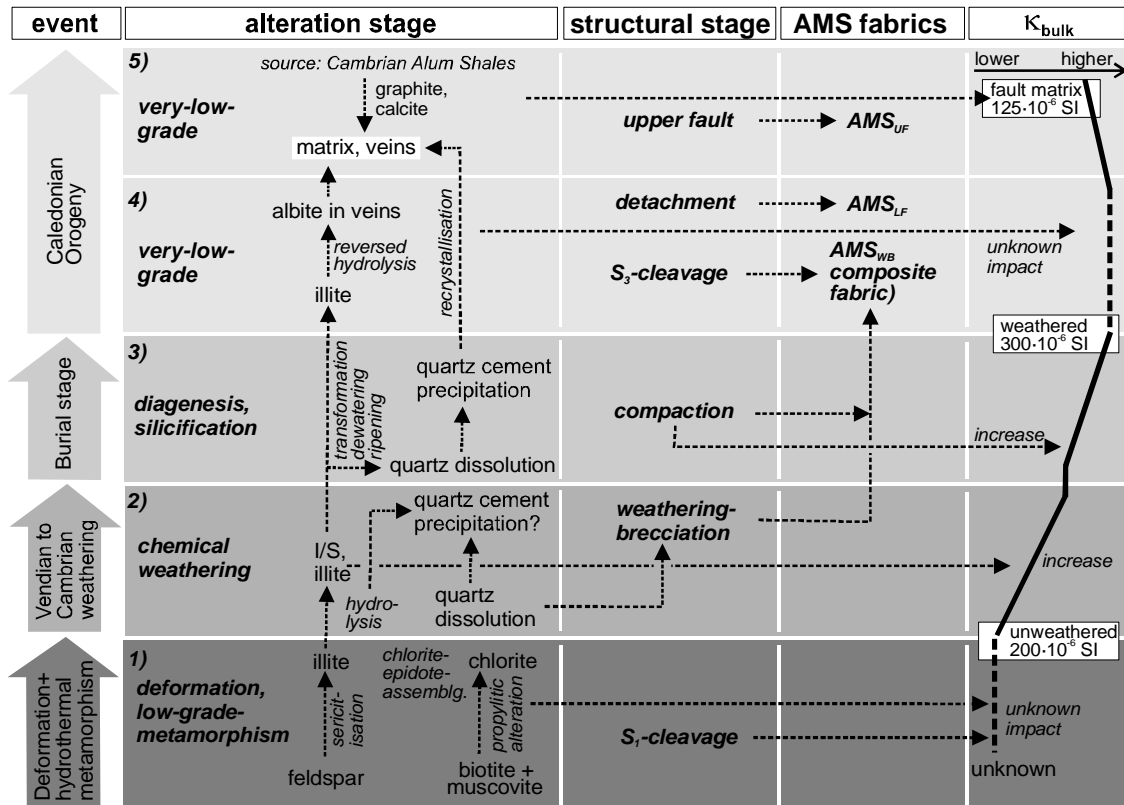 event
alteration stage
structural stage
AMS fabrics
κbulk
Caledonian
Orogeny
5)
very-low-
grade
source: Cambrian Alum Shales
graphite,
calcite
matrix, veins
upper fault
AMS_UF
lower
higher
fault matrix
125·10⁻⁶ SI
4)
very-low-
grade
albite in veins
reversed
hydrolysis
illite
recrystallisation
detachment
AMS_LF
S₃-cleavage
AMS_WB
composite
fabric)
unknown
impact
weathered
300·10⁻⁶ SI
Burial stage
3)
diagenesis,
silicification
transformation
dewatering
ripening
quartz cement
precipitation
quartz dissolution
compaction
increase
Vendian to
Cambrian
weathering
2)
chemical
weathering
I/S,
illite
hydro-
lysis
quartz cement
precipitation?
quartz
dissolution
weathering-
brecciation
increase
unweathered
200·10⁻⁶ SI
Deformation+
hydrothermal
metamorphism
1)
deformation,
low-grade-
metamorphism
illite
sericit-
isation
feldspar
chlorite-
epidote-
assemblg.
chlorite
propylitic
alteration
biotite +
muscovite
S₁-cleavage
unknown
impact
unknown